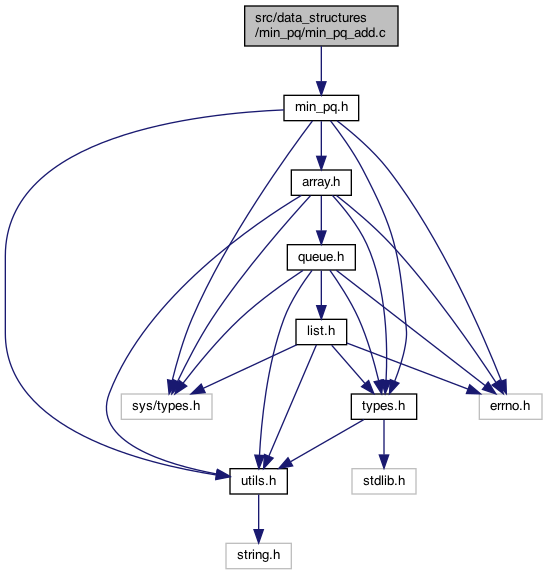 src/data_structures
/min_pq/min_pq_add.c
min_pq.h
array.h
queue.h
list.h
sys/types.h
types.h
errno.h
utils.h
stdlib.h
string.h